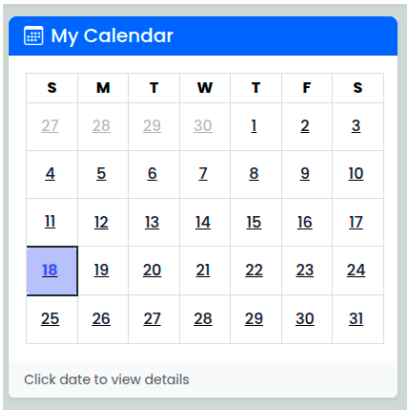 My Calendar
S M T W T F S
27 28 29 30 1 2 3
4 5 6 7 8 9 10
11 12 13 14 15 16 17
18 19 20 21 22 23 24
25 26 27 28 29 30 31
Click date to view details